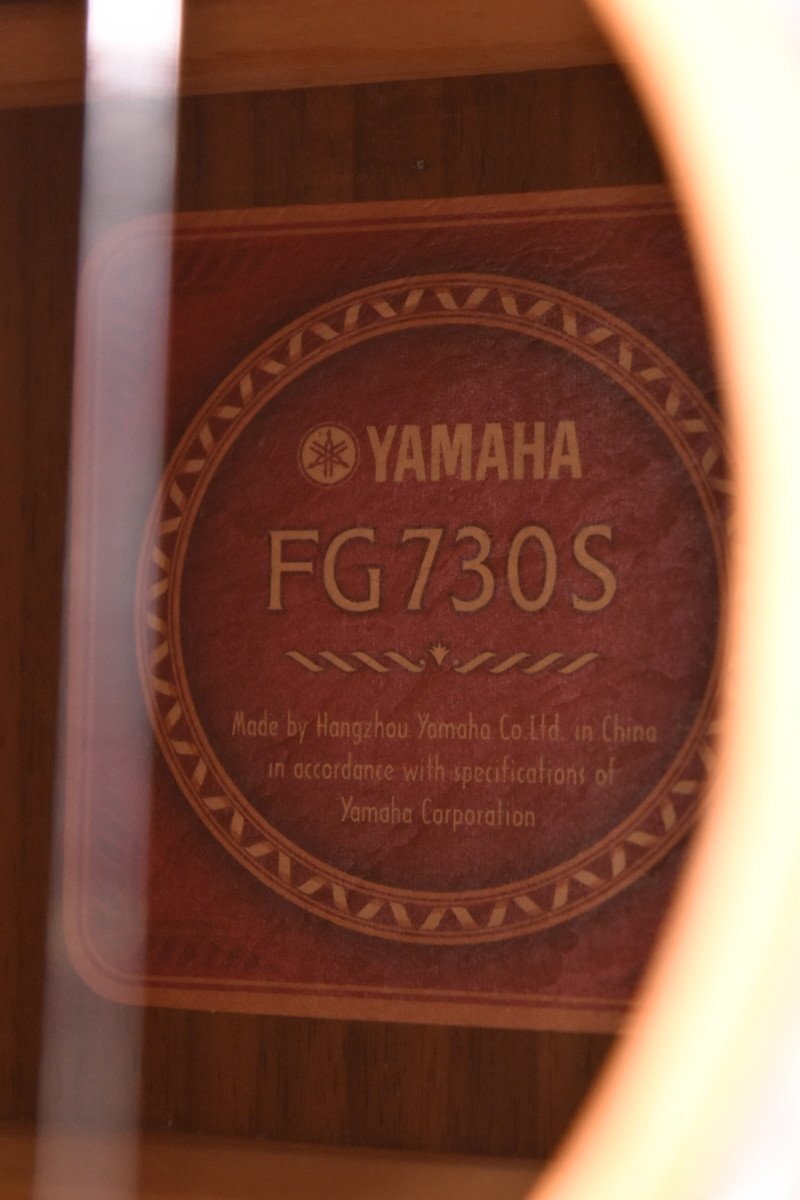 YAMAHA
FG730S
Made by Hangzhou Yamaha Co.Ltd. in China
in accordance with specifications of
Yamaha Corporation